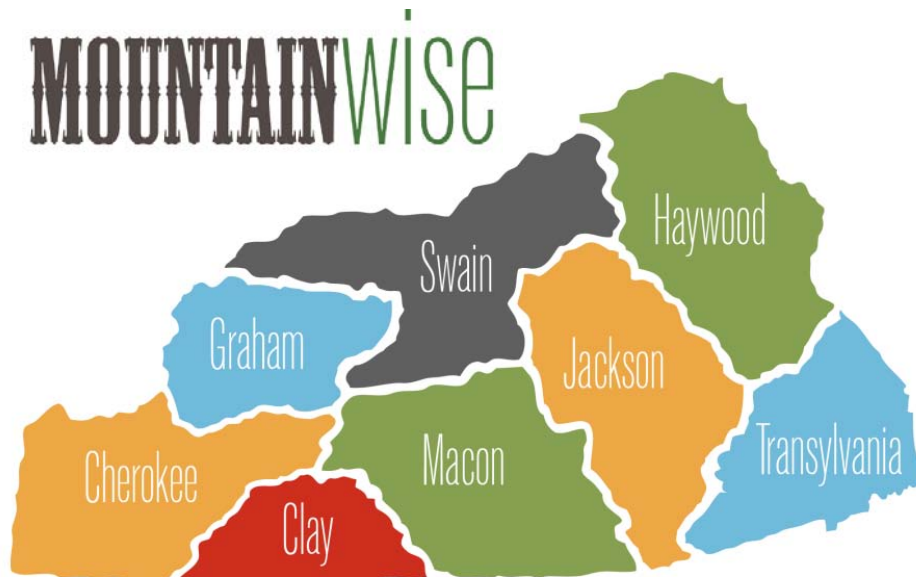 MOUNTAINwise
Haywood
Swain
Graham
Jackson
Transylvania
Macon
Cherokee
Clay